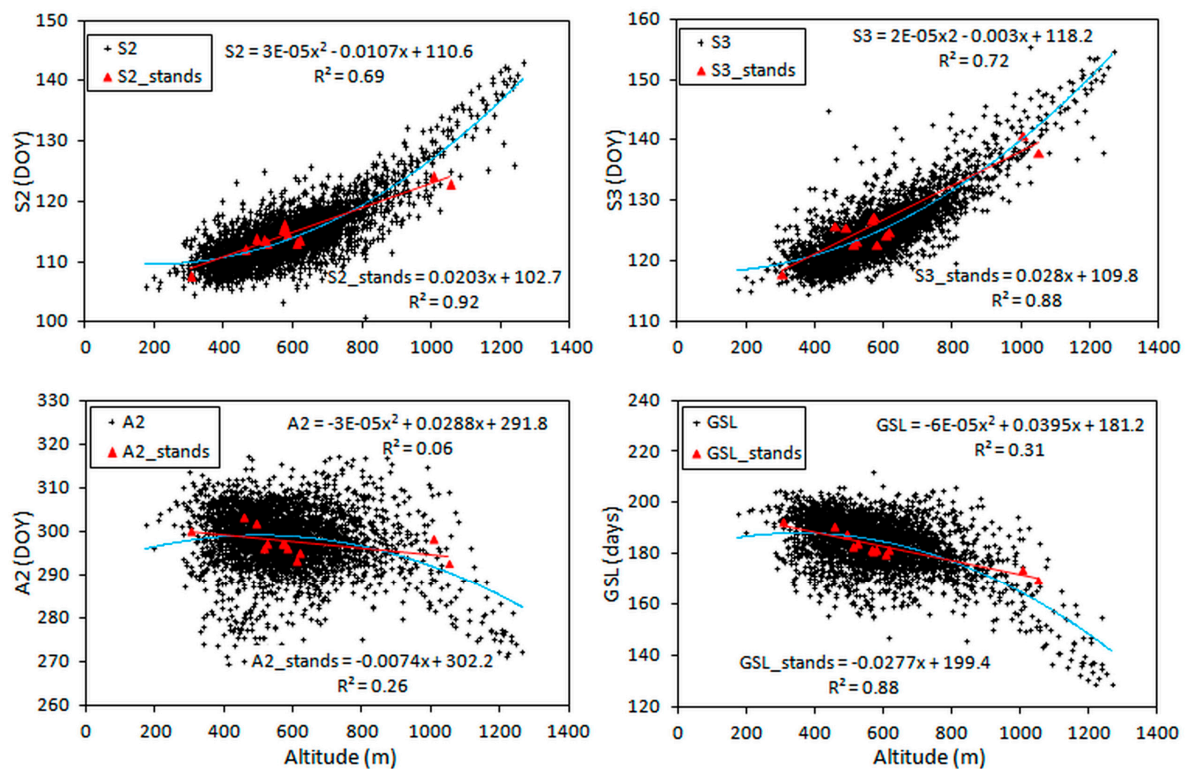 150
140
130
120
110
100
S2 (DOY)
S2
S2_stands
S2 = 3E-05x² - 0.0107x + 110.6
R² = 0.69
S2_stands = 0.0203x + 102.7
R² = 0.92
0 200 400 600 800 1000 1200 1400
160
150
140
130
120
110
S3 (DOY)
S3
S3_stands
S3 = 2E-05x2 - 0.003x + 118.2
R² = 0.72
S3_stands = 0.028x + 109.8
R² = 0.88
0 200 400 600 800 1000 1200 1400
330
320
310
300
290
280
270
260
A2 (DOY)
A2
A2_stands
A2 = -3E-05x² + 0.0288x + 291.8
R² = 0.06
A2_stands = -0.0074x + 302.2
R² = 0.26
0 200 400 600 800 1000 1200 1400
Altitude (m)
240
220
200
180
160
140
120
GSL (days)
GSL
GSL_stands
GSL = -6E-05x² + 0.0395x + 181.2
R² = 0.31
GSL_stands = -0.0277x + 199.4
R² = 0.88
0 200 400 600 800 1000 1200 1400
Altitude (m)